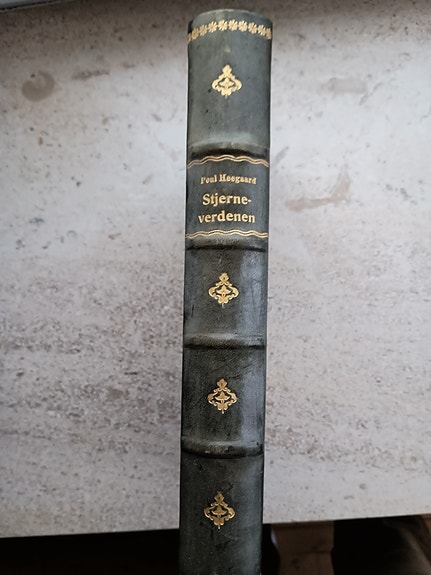 Poul Heegaard
Stjerne-
verdenen